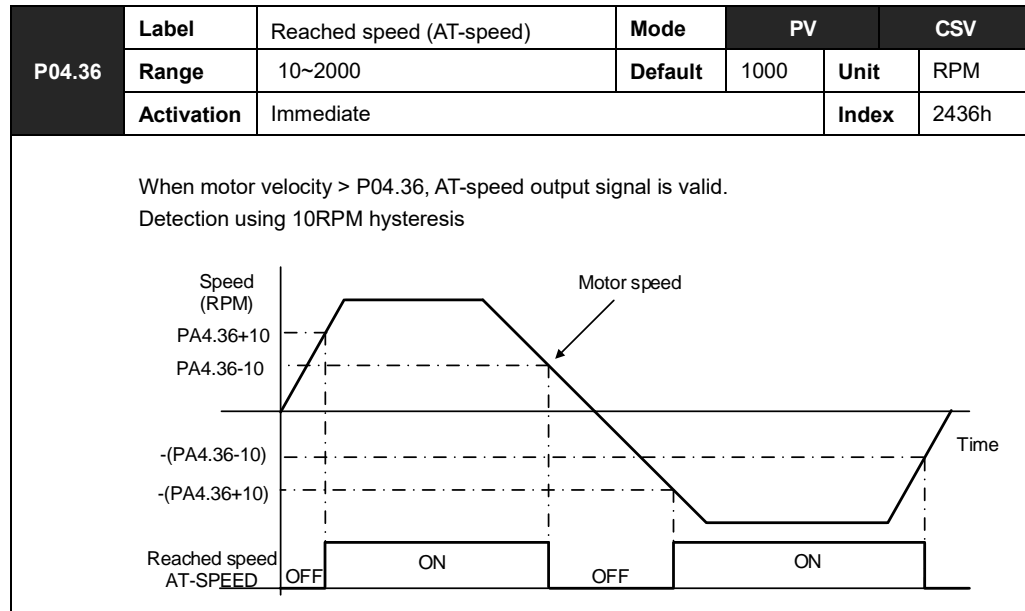 P04.36 Label Reached speed (AT-speed) Mode PV CSV
Range 10~2000 Default 1000 Unit RPM
Activation Immediate Index 2436h
When motor velocity > P04.36, AT-speed output signal is valid.
Detection using 10RPM hysteresis
Speed
(RPM)
Motor speed
PA4.36+10
PA4.36-10
Time
-(PA4.36-10)
-(PA4.36+10)
Reached speed
AT-SPEED
OFF ON OFF ON